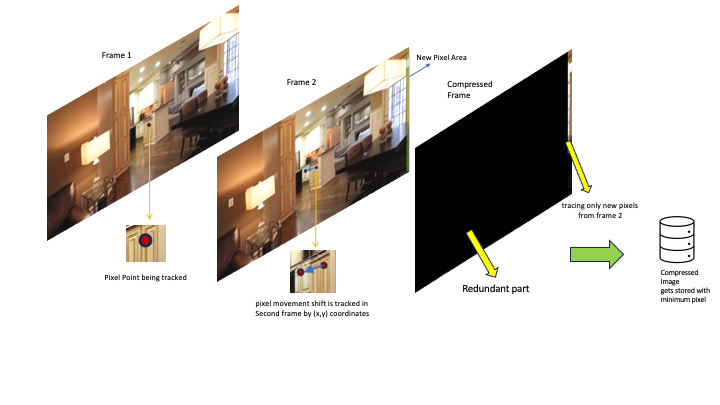 Frame 1
Frame 2
New Pixel Area
Compressed
Frame
tracing only new pixels
from frame 2
Pixel Point being tracked
pixel movement shift is tracked in
Second frame by (x,y) coordinates
Redundant part
Compressed
Image
gets stored with
minimum pixel